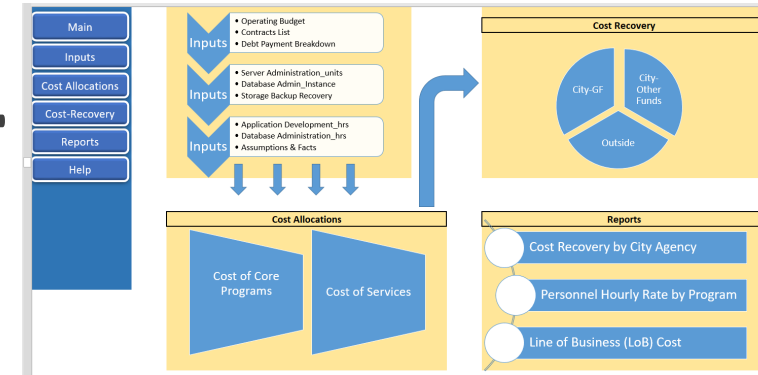 Main
Inputs
Cost Allocations
Cost-Recovery
Reports
Help
Inputs
• Operating Budget
• Contracts List
• Debt Payment Breakdown
Inputs
• Server Administration_units
• Database Admin_Instance
• Storage Backup Recovery
Inputs
• Application Development_hrs
• Database Administration_hrs
• Assumptions & Facts
Cost Recovery
City-GF
City-
Other
Funds
Outside
Cost Allocations
Cost of Core
Programs
Cost of Services
Reports
Cost Recovery by City Agency
Personnel Hourly Rate by Program
Line of Business (LoB) Cost